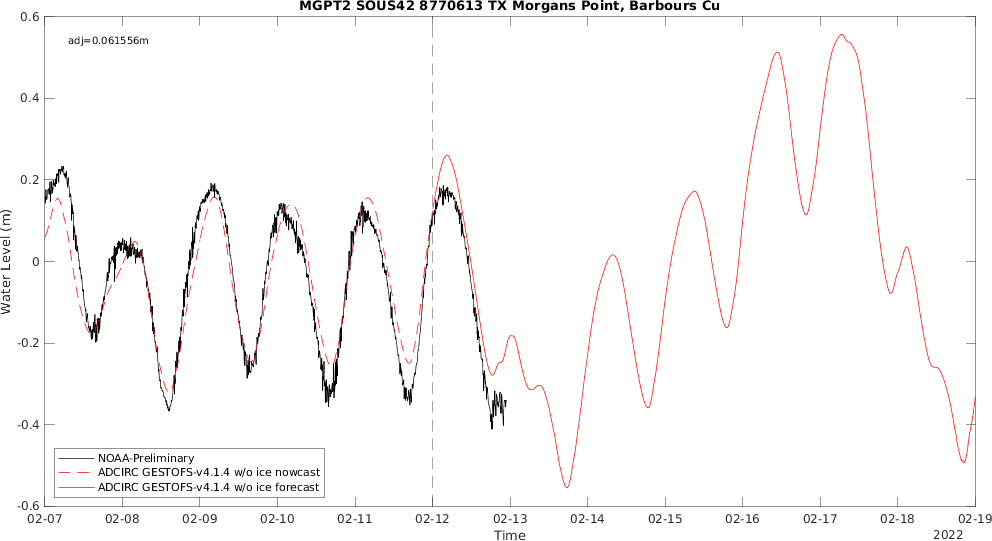 MGPT2 SOUS42 8770613 TX Morgans Point, Barbours Cu
adj=0.061556m
0.6
0.4
0.2
0
-0.2
-0.4
-0.6
Water Level (m)
NOAA-Preliminary
ADCIRC GESTOFS-v4.1.4 w/o ice nowcast
ADCIRC GESTOFS-v4.1.4 w/o ice forecast
02-07 02-08 02-09 02-10 02-11 02-12 02-13 02-14 02-15 02-16 02-17 02-18 02-19
Time
2022